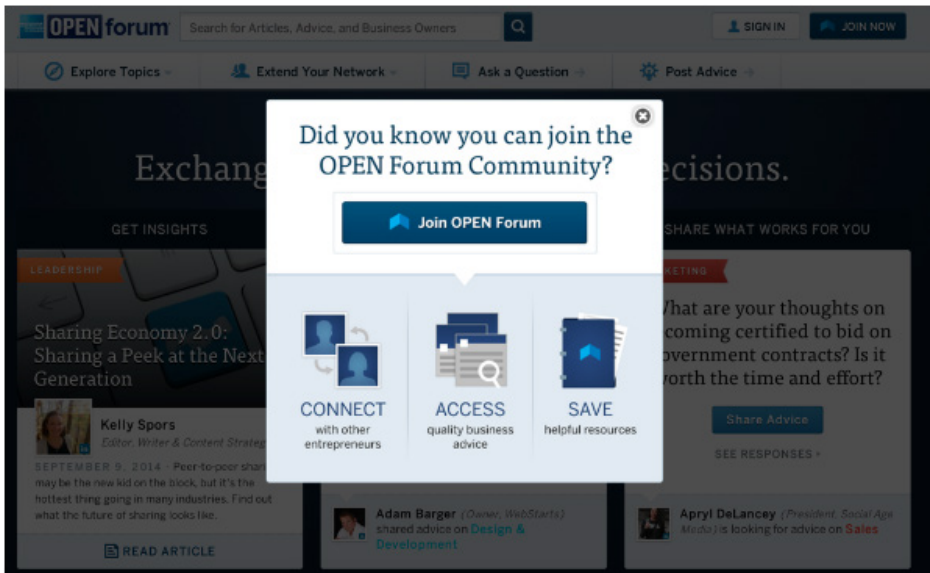 OPEN forum
Search for Articles, Advice, and Business Owners
SIGN IN
JOIN NOW
Explore Topics
Extend Your Network
Ask a Question
Post Advice
Exchang
ecisions.
Did you know you can join the
OPEN Forum Community?
Join OPEN Forum
CONNECT
with other
entrepreneurs
ACCESS
quality business
advice
SAVE
helpful resources
GET INSIGHTS
LEADERSHIP
Sharing Economy 2.0:
Sharing a Peek at the Next
Generation
Kelly Spors
Editor, Writer & Content Strateg
SEPTEMBER 9, 2014 - Peer-to-peer shari
may be the new kid on the block, but it's the
hottest thing going in many industries. Find out
what the future of sharing looks like.
READ ARTICLE
Adam Barger (Owner, WebStarts)
shared advice on Design &
Development
SHARE WHAT WORKS FOR YOU
KETING
hat are your thoughts on
coming certified to bid on
overnment contracts? Is it
orth the time and effort?
Share Advice
SEE RESPONSES
Apryl DeLancey (President, Social Age
Media) is looking for advice on Sales